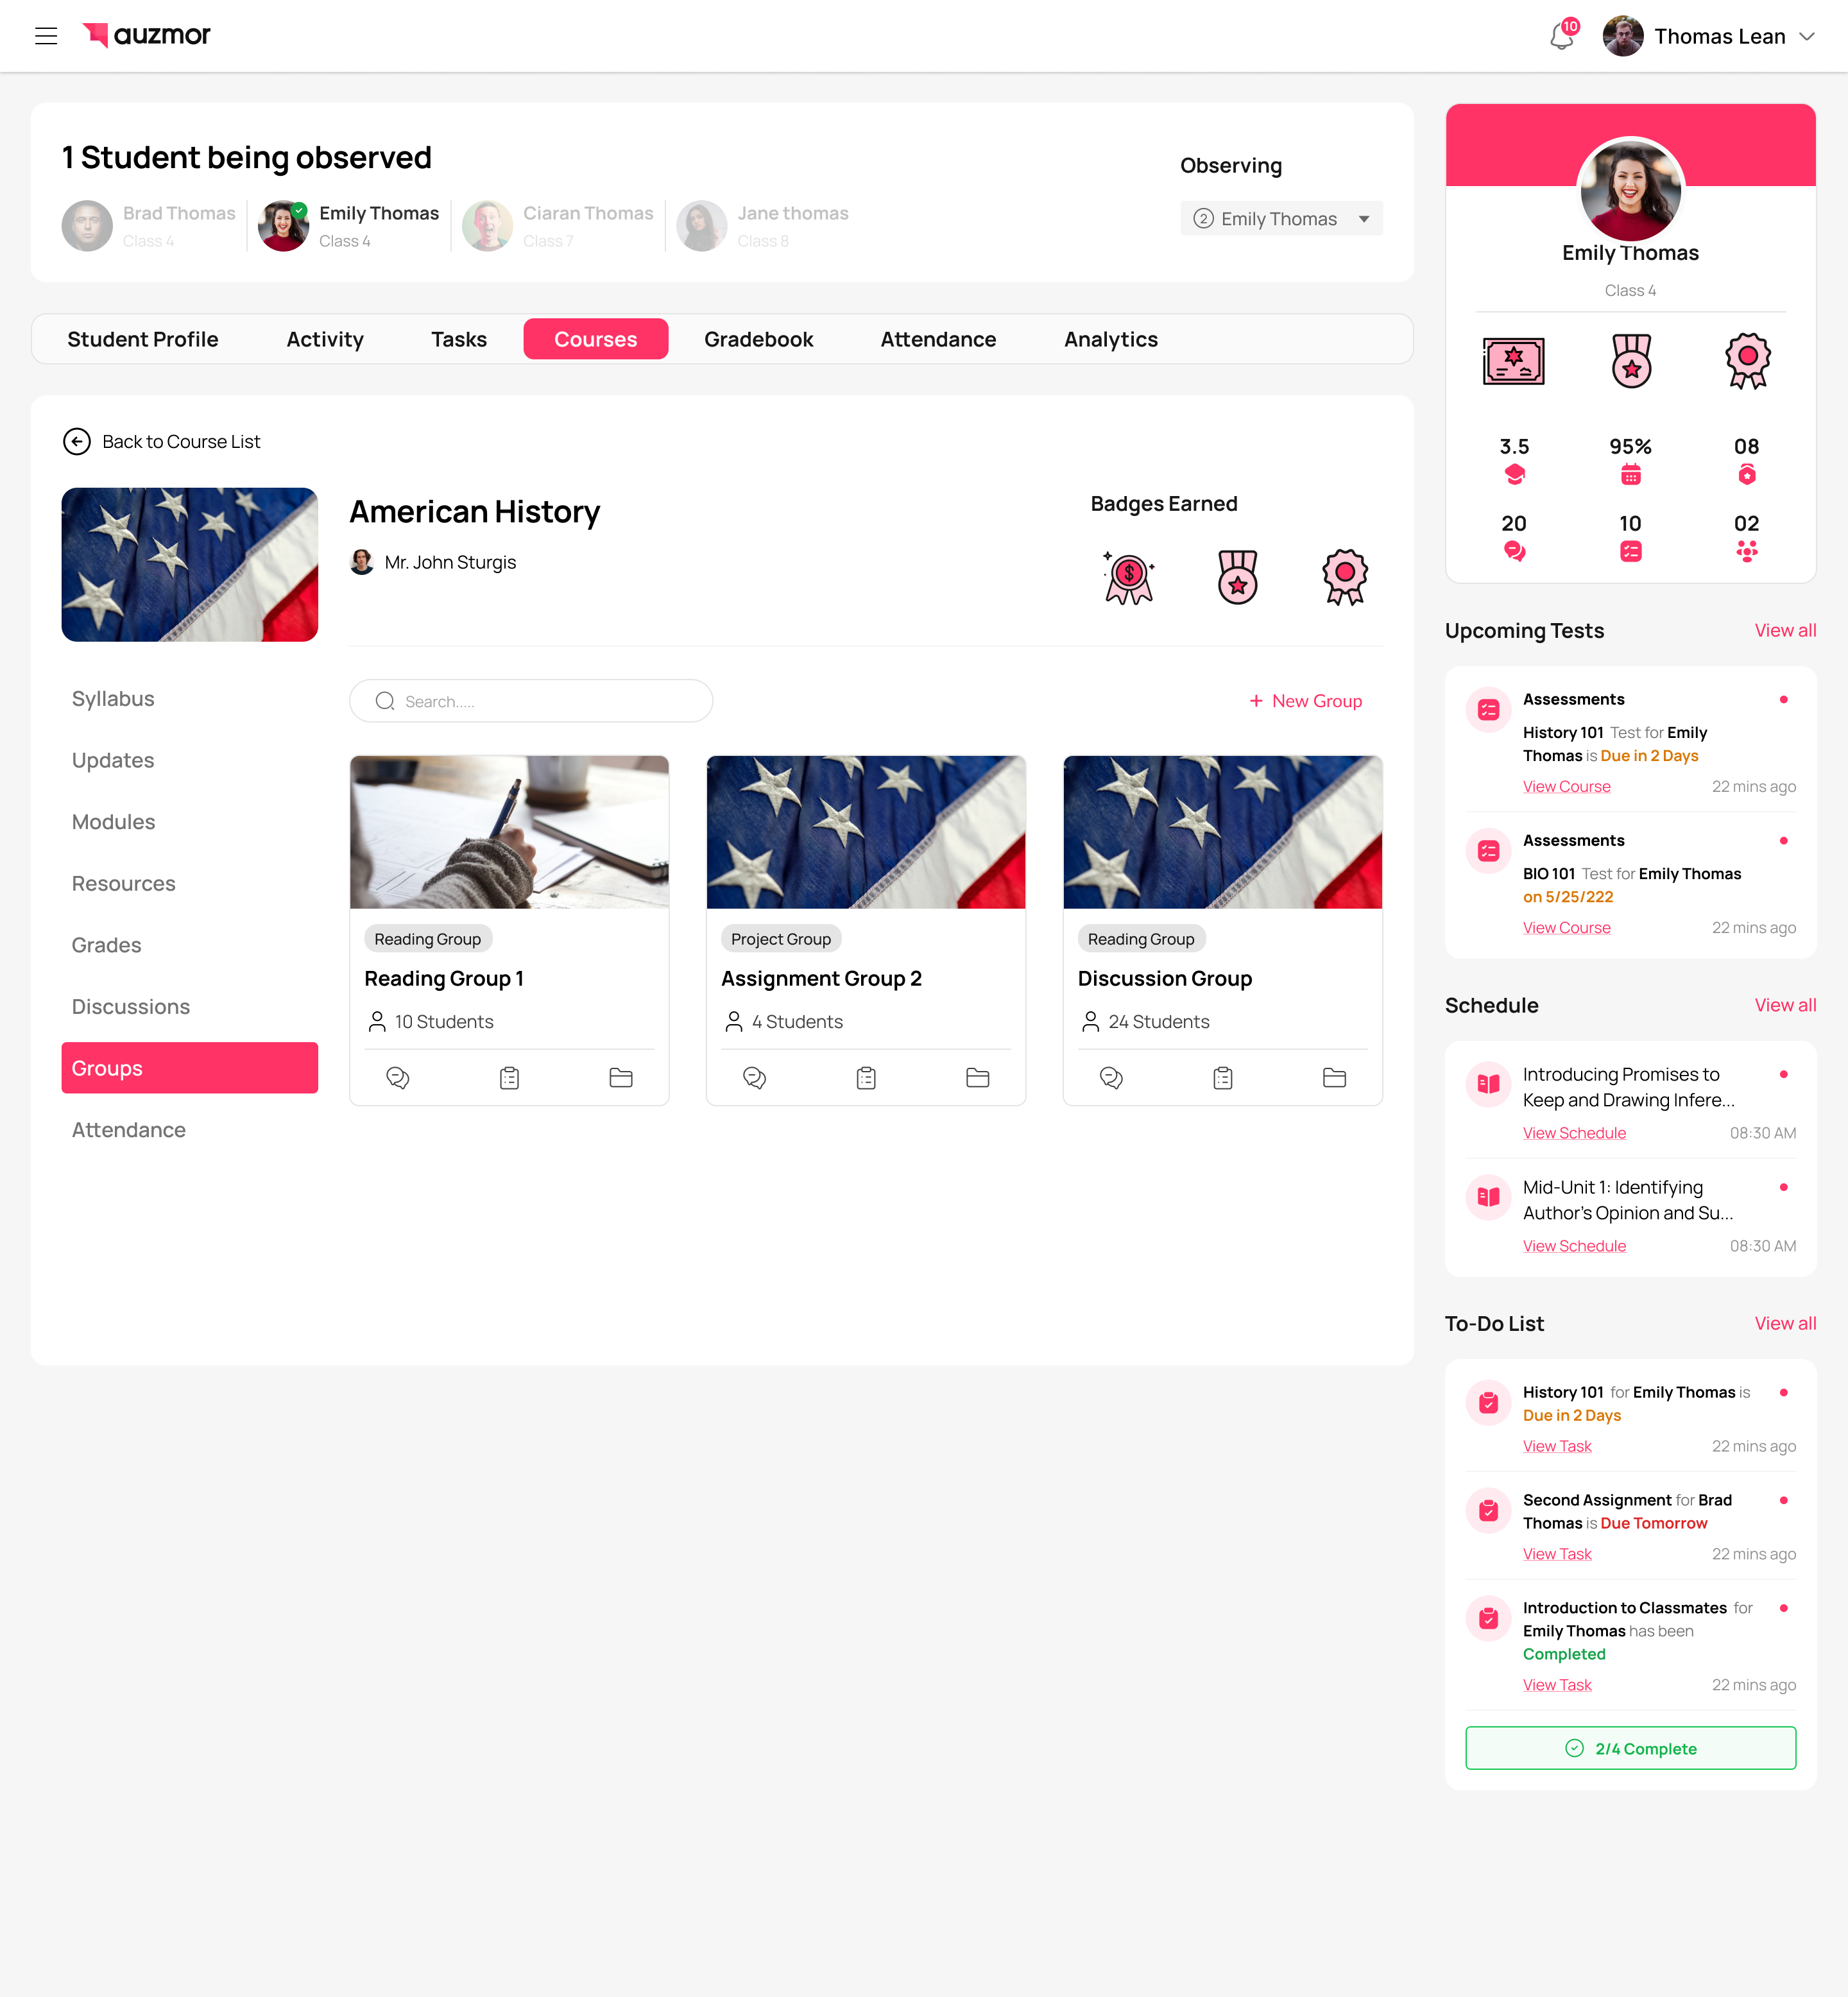 auzmor
10
Thomas Lean
1 Student being observed
Brad Thomas
Class 4
Emily Thomas
Class 4
Ciaran Thomas
Class 7
Jane thomas
Class 8
Observing
2 Emily Thomas
Student Profile
Activity
Tasks
Courses
Gradebook
Attendance
Analytics
Back to Course List
American History
Mr. John Sturgis
Badges Earned
$
Syllabus
Updates
Modules
Resources
Grades
Discussions
Groups
Attendance
Search.....
+ New Group
Reading Group
Reading Group 1
10 Students
Project Group
Assignment Group 2
4 Students
Reading Group
Discussion Group
24 Students
Emily Thomas
Class 4
3.5
95%
08
20
10
02
Upcoming Tests
View all
Assessments
History 101 Test for Emily
Thomas is Due in 2 Days
View Course
22 mins ago
Assessments
BIO 101 Test for Emily Thomas
on 5/25/222
View Course
22 mins ago
Schedule
View all
Introducing Promises to
Keep and Drawing Infere...
View Schedule
08:30 AM
Mid-Unit 1: Identifying
Author's Opinion and Su...
View Schedule
08:30 AM
To-Do List
View all
History 101 for Emily Thomas is
Due in 2 Days
View Task
22 mins ago
Second Assignment for Brad
Thomas is Due Tomorrow
View Task
22 mins ago
Introduction to Classmates for
Emily Thomas has been
Completed
View Task
22 mins ago
2/4 Complete